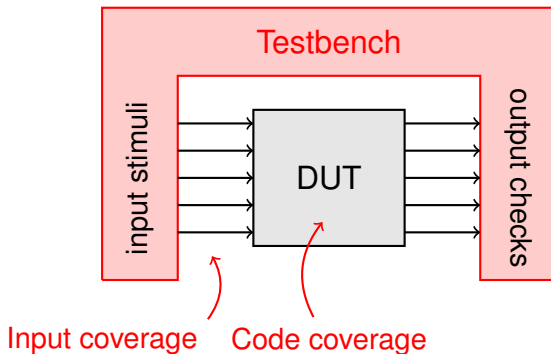 Testbench
input stimuli
DUT
output checks
Input coverage
Code coverage